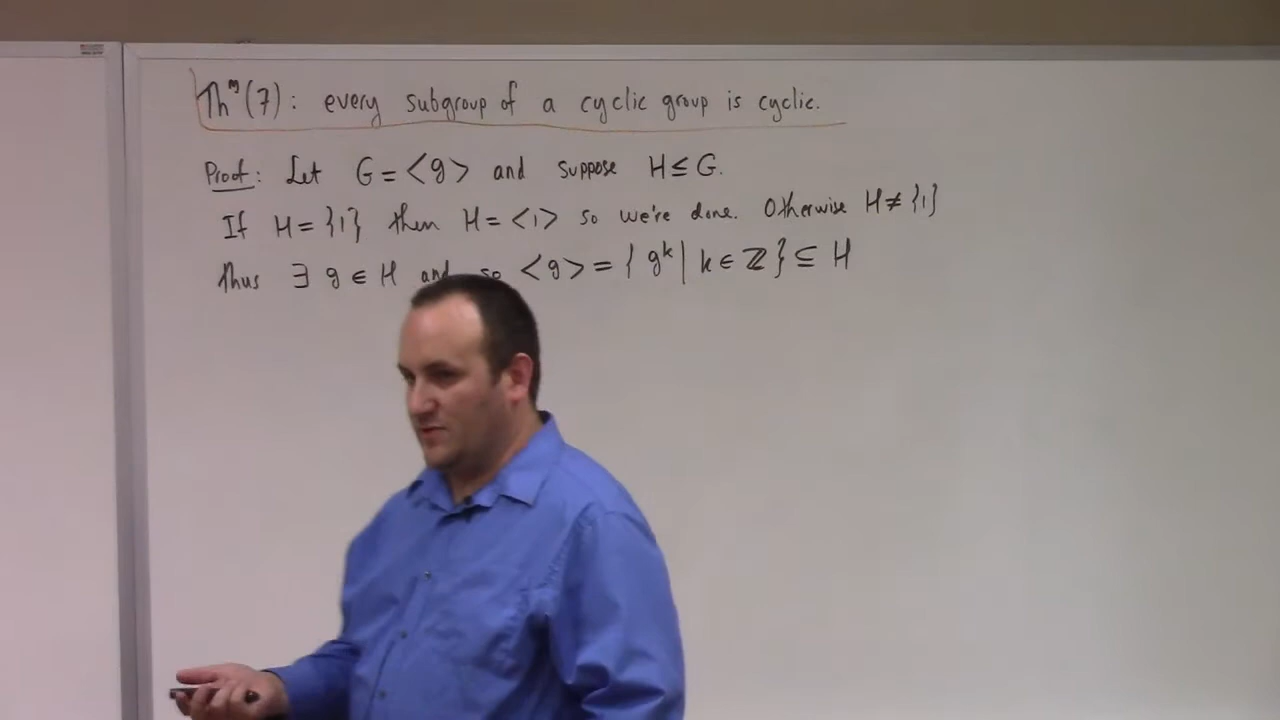 Thᵐ(7): every subgroup of a cyclic group is cyclic.
Proof: Let G = <g> and suppose H ≤ G.
If H = {1} then H = <1> so we're done. Otherwise H ≠ {1}
Thus ∃ g ∈ H and so <g> = { gᵏ | k ∈ ℤ } ⊆ H